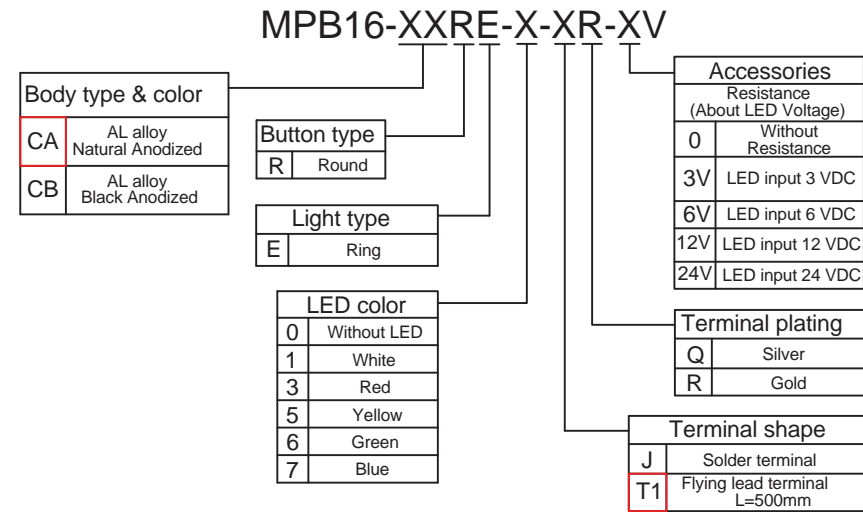 MPB16-XXRE-X-XR-XV
Body type & color
CA AL alloy
Natural Anodized
CB AL alloy
Black Anodized
Button type
R Round
Light type
E Ring
LED color
0 Without LED
1 White
3 Red
5 Yellow
6 Green
7 Blue
Accessories
Resistance
(About LED Voltage)
0 Without
Resistance
3V LED input 3 VDC
6V LED input 6 VDC
12V LED input 12 VDC
24V LED input 24 VDC
Terminal plating
Q Silver
R Gold
Terminal shape
J Solder terminal
T1 Flying lead terminal
L=500mm